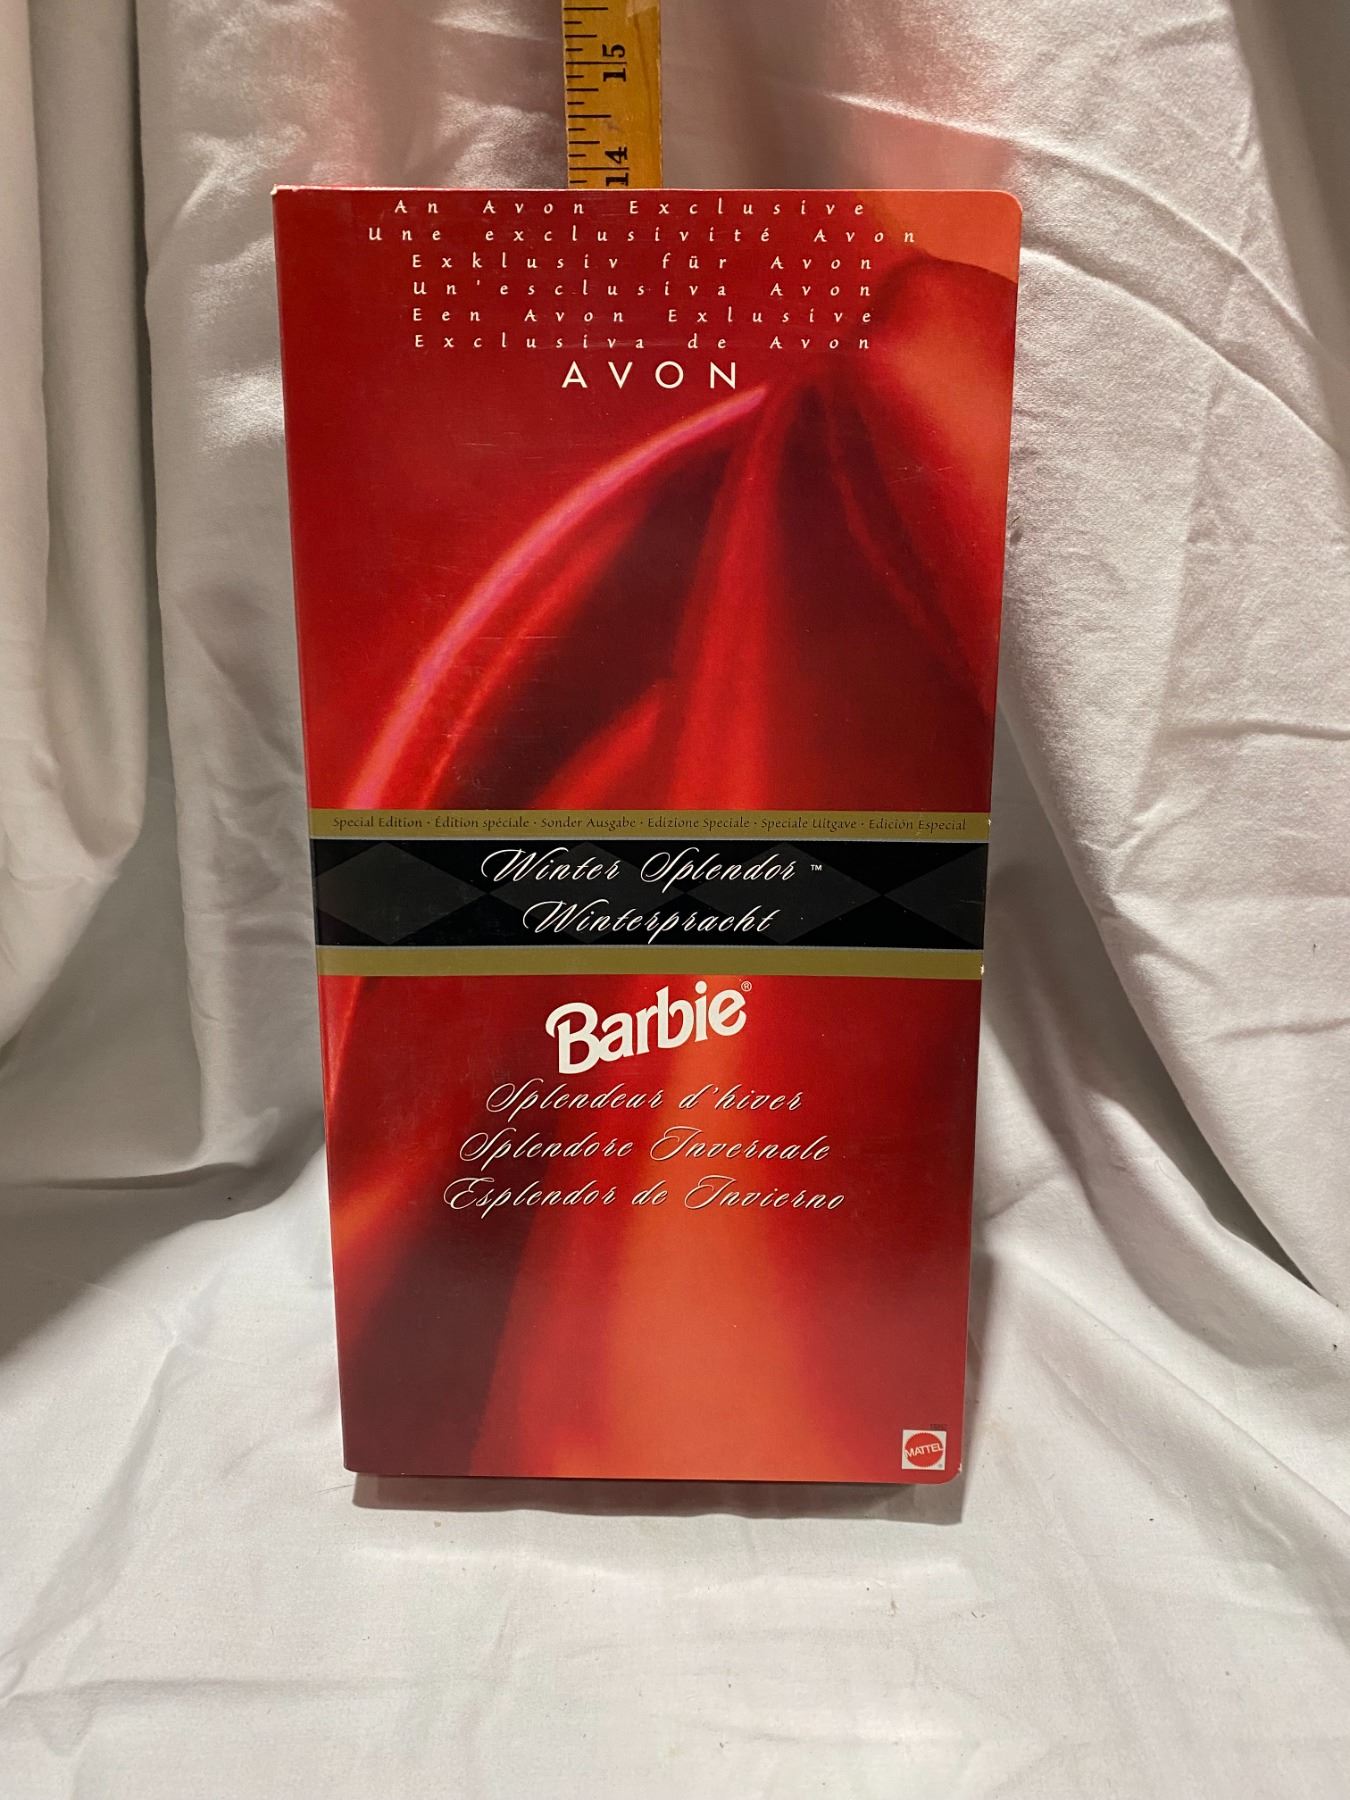 15
14
An Avon Exclusive
Une exclusivité Avon
Exklusiv für Avon
Un'esclusiva Avon
Een Avon Exlusive
Exclusiva de Avon
AVON
Special Edition · Édition spéciale · Sonder Ausgabe · Edizione Speciale · Speciale Uitgave · Edición Especial
Winter Splendor™
Winterpracht
Barbie®
Splendeur d'hiver
Splendore Invernale
Esplendor de Invierno
MATTEL